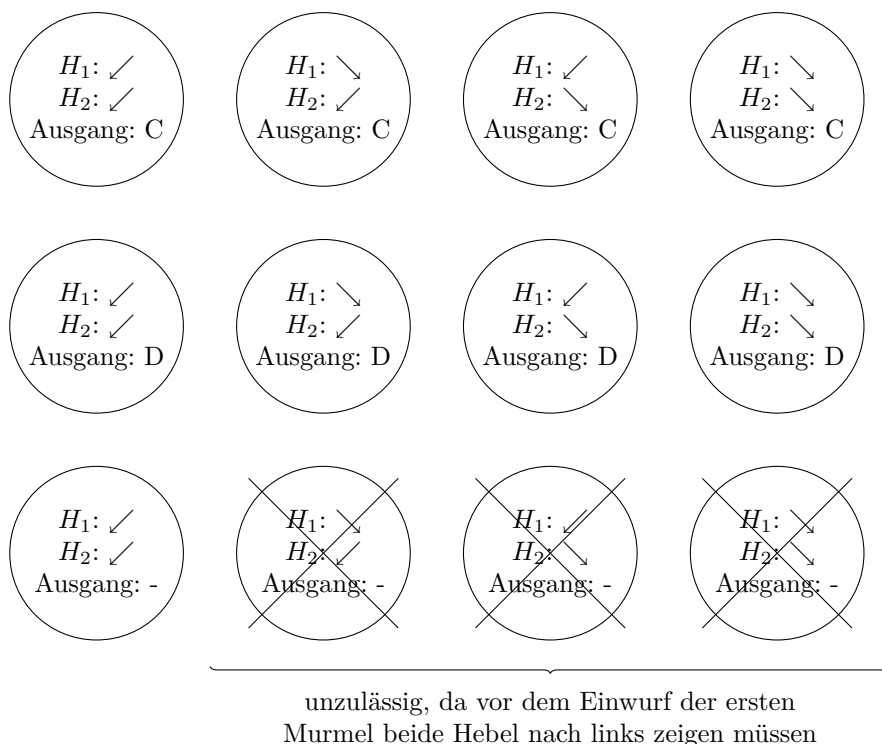 H₁: ↙
H₂: ↙
Ausgang: C
H₁: ↘
H₂: ↙
Ausgang: C
H₁: ↙
H₂: ↘
Ausgang: C
H₁: ↘
H₂: ↘
Ausgang: C
H₁: ↙
H₂: ↙
Ausgang: D
H₁: ↘
H₂: ↙
Ausgang: D
H₁: ↙
H₂: ↘
Ausgang: D
H₁: ↘
H₂: ↘
Ausgang: D
H₁: ↙
H₂: ↙
Ausgang: -
H₁: ↘
H₂: ↙
Ausgang: -
H₁: ↙
H₂: ↘
Ausgang: -
H₁: ↘
H₂: ↘
Ausgang: -
unzulässig, da vor dem Einwurf der ersten
Murmel beide Hebel nach links zeigen müssen